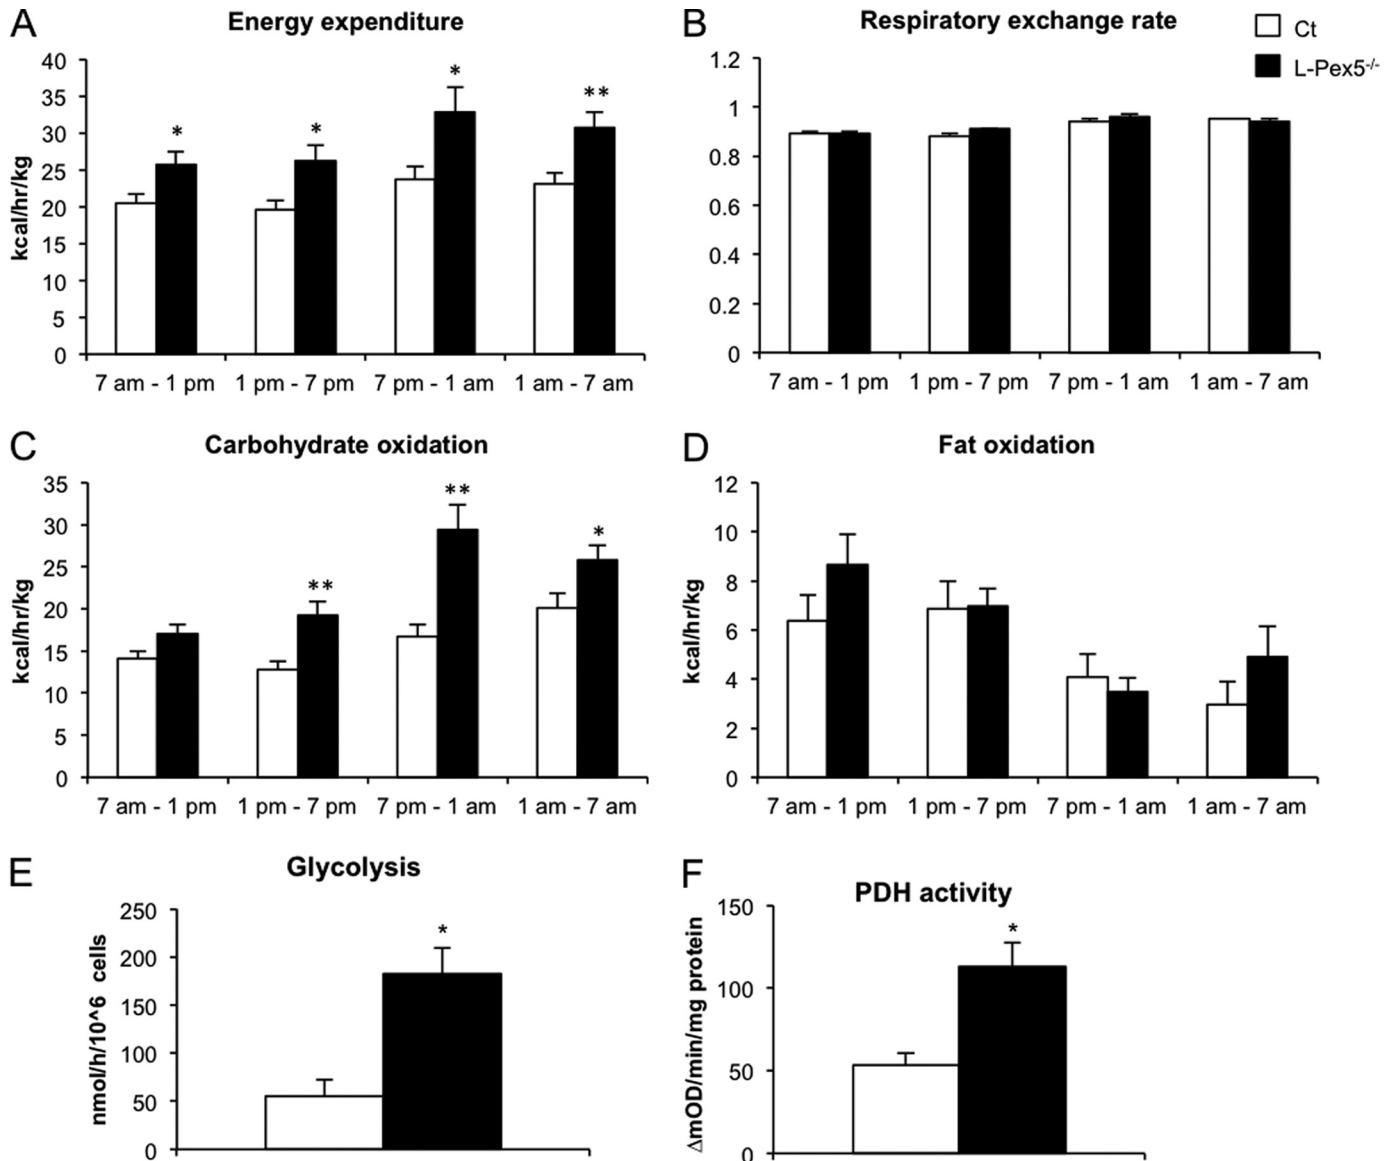 A
Energy expenditure
kcal/hr/kg
40
35
30
25
20
15
10
5
0
*
*
*
**
7 am - 1 pm
1 pm - 7 pm
7 pm - 1 am
1 am - 7 am
B
Respiratory exchange rate
Ct
L-Pex5-/-
1.2
1
0.8
0.6
0.4
0.2
0
7 am - 1 pm
1 pm - 7 pm
7 pm - 1 am
1 am - 7 am
C
Carbohydrate oxidation
kcal/hr/kg
35
30
25
20
15
10
5
0
**
**
*
7 am - 1 pm
1 pm - 7 pm
7 pm - 1 am
1 am - 7 am
D
Fat oxidation
kcal/hr/kg
12
10
8
6
4
2
0
7 am - 1 pm
1 pm - 7 pm
7 pm - 1 am
1 am - 7 am
E
Glycolysis
nmol/h/10^6 cells
250
200
150
100
50
0
*
F
PDH activity
ΔmOD/min/mg protein
150
100
50
0
*